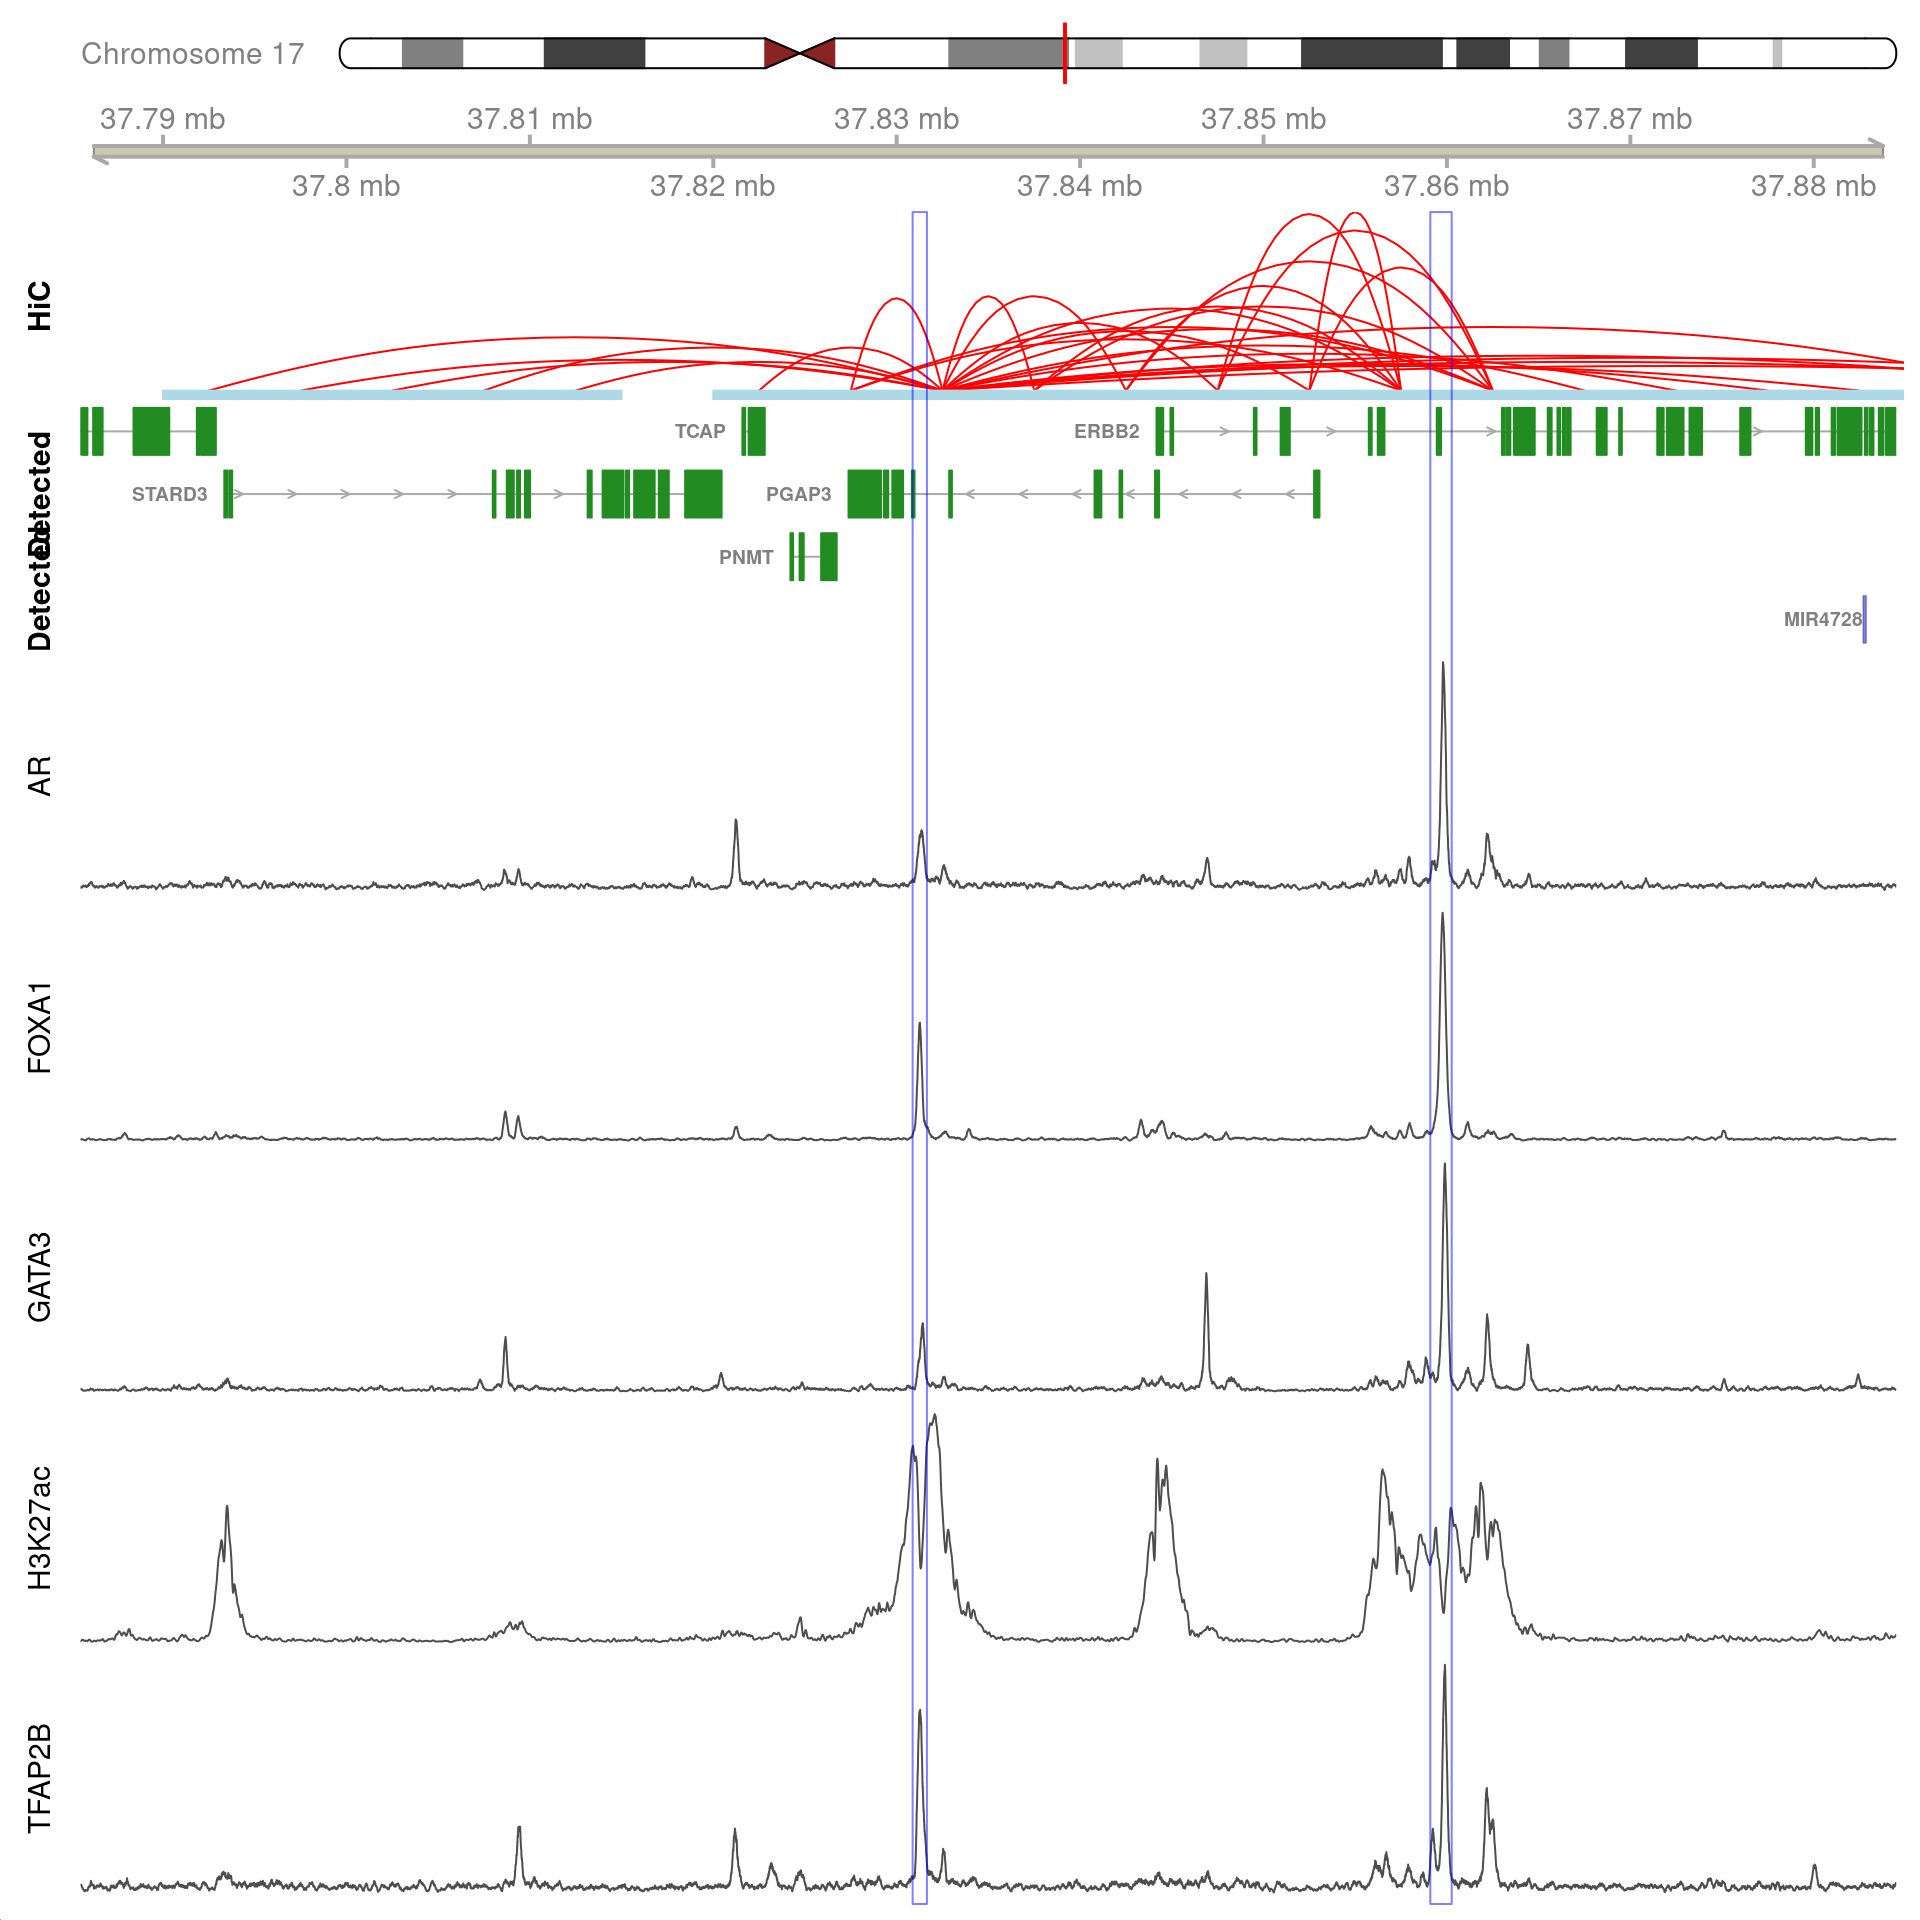 Chromosome 17
37.79 mb
37.81 mb
37.83 mb
37.85 mb
37.87 mb
37.8 mb
37.82 mb
37.84 mb
37.86 mb
37.88 mb
HiC
TCAP
ERBB2
Detected
STARD3
PGAP3
PNMT
Detected
MIR4728
AR
FOXA1
GATA3
H3K27ac
TFAP2B